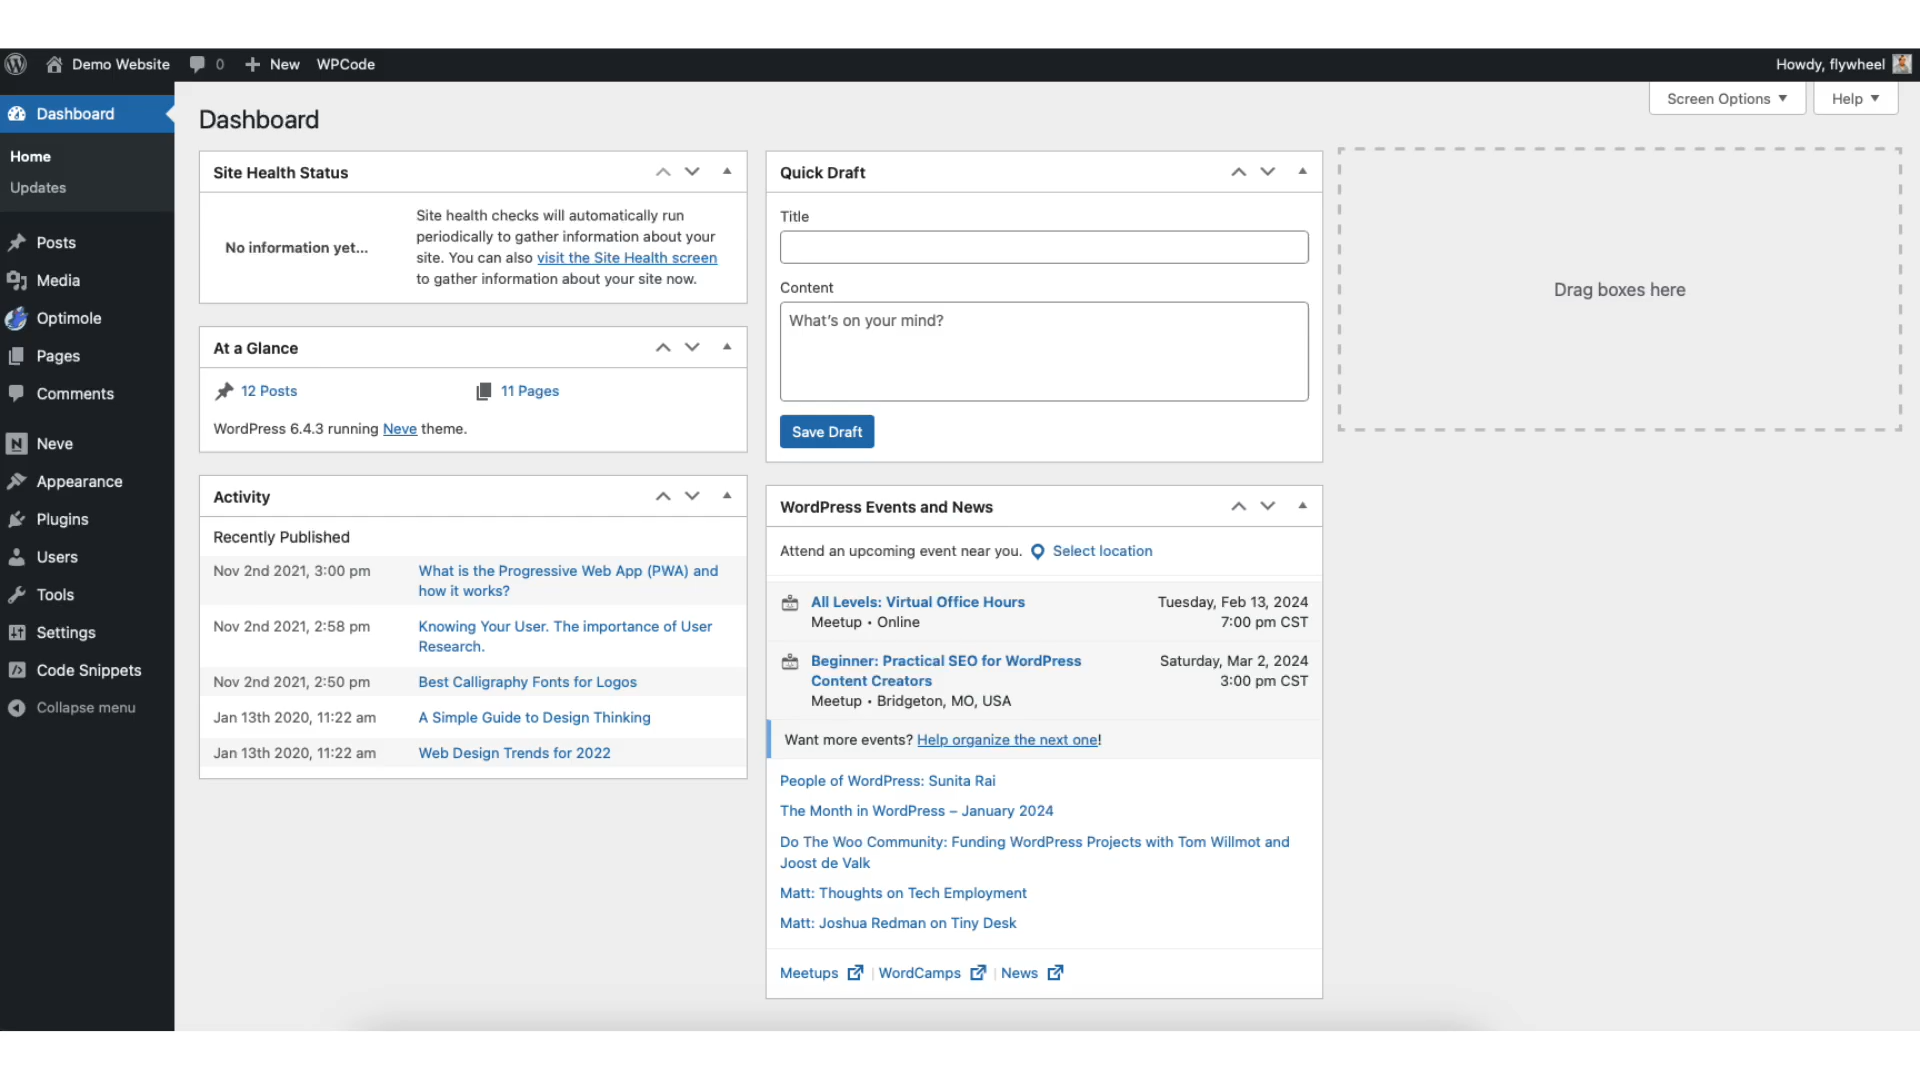 Demo Website 0 New WPCode Howdy, flywheel
Screen Options Help
Dashboard
Home
Updates
Posts
Media
Optimole
Pages
Comments
Neve
Appearance
Plugins
Users
Tools
Settings
Code Snippets
Collapse menu
Dashboard
Site Health Status
No information yet...
Site health checks will automatically run
periodically to gather information about your
site. You can also visit the Site Health screen
to gather information about your site now.
At a Glance
12 Posts 11 Pages
WordPress 6.4.3 running Neve theme.
Activity
Recently Published
Nov 2nd 2021, 3:00 pm What is the Progressive Web App (PWA) and
how it works?
Nov 2nd 2021, 2:58 pm Knowing Your User. The importance of User
Research.
Nov 2nd 2021, 2:50 pm Best Calligraphy Fonts for Logos
Jan 13th 2020, 11:22 am A Simple Guide to Design Thinking
Jan 13th 2020, 11:22 am Web Design Trends for 2022
Quick Draft
Title
Content
What's on your mind?
Save Draft
WordPress Events and News
Attend an upcoming event near you. Select location
All Levels: Virtual Office Hours Tuesday, Feb 13, 2024
Meetup • Online 7:00 pm CST
Beginner: Practical SEO for WordPress Saturday, Mar 2, 2024
Content Creators 3:00 pm CST
Meetup • Bridgeton, MO, USA
Want more events? Help organize the next one!
People of WordPress: Sunita Rai
The Month in WordPress – January 2024
Do The Woo Community: Funding WordPress Projects with Tom Willmot and
Joost de Valk
Matt: Thoughts on Tech Employment
Matt: Joshua Redman on Tiny Desk
Meetups | WordCamps | News
Drag boxes here